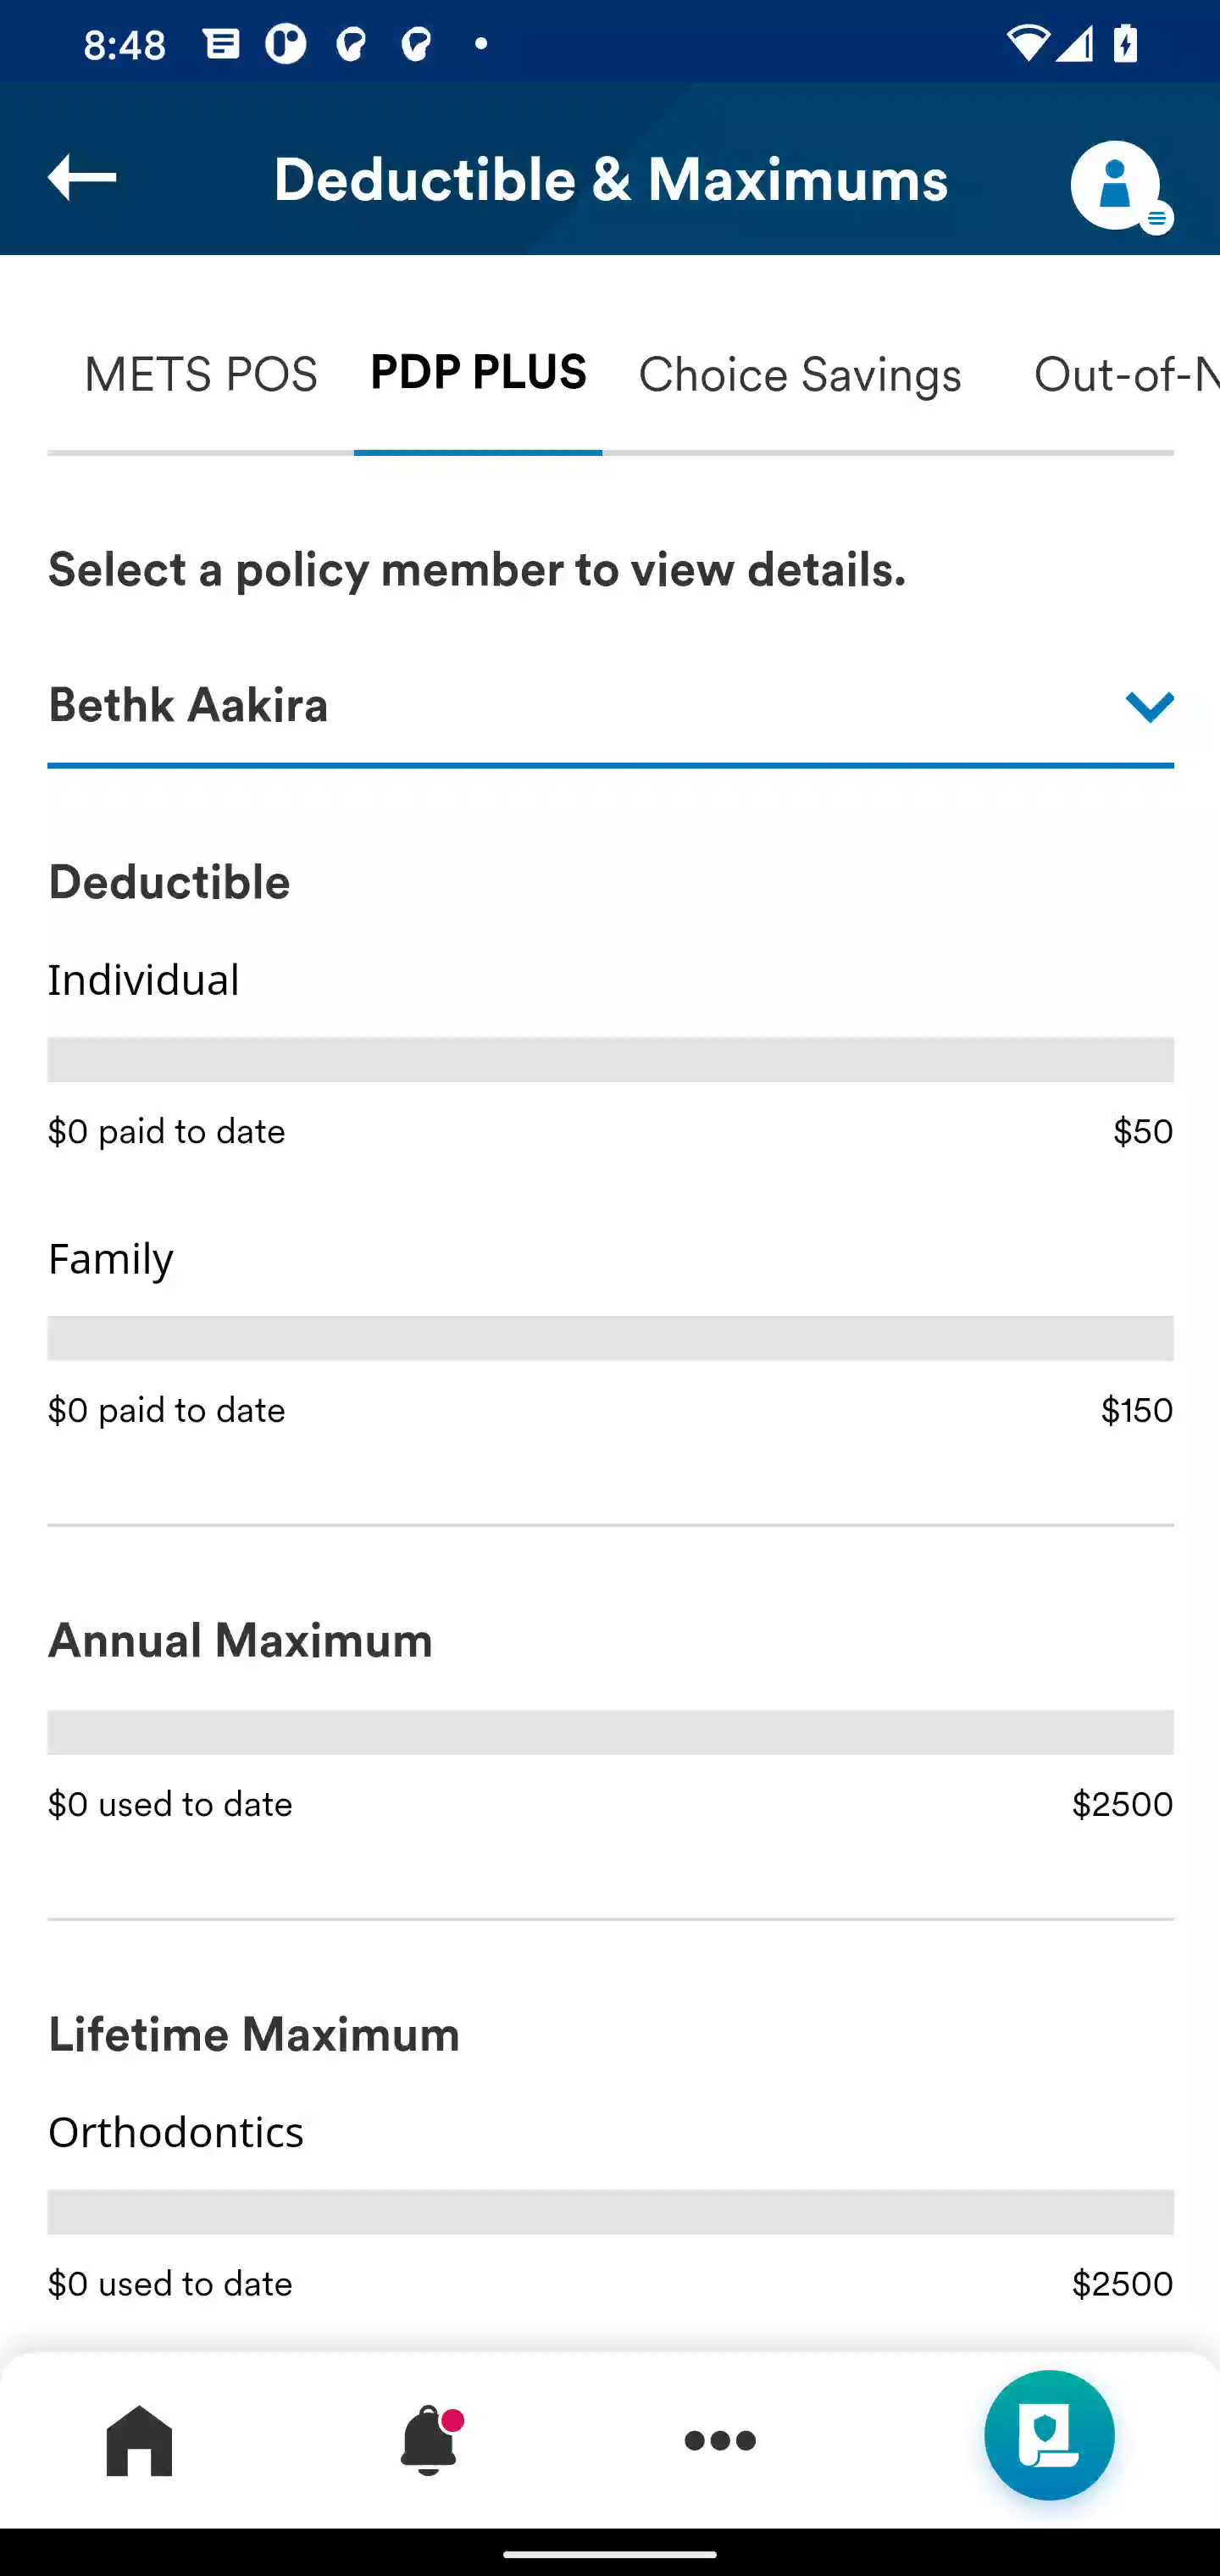 8:48
Deductible & Maximums
METS POS PDP PLUS Choice Savings Out-of-N
Select a policy member to view details.
Bethk Aakira
Deductible
Individual
$0 paid to date $50
Family
$0 paid to date $150
Annual Maximum
$0 used to date $2500
Lifetime Maximum
Orthodontics
$0 used to date $2500